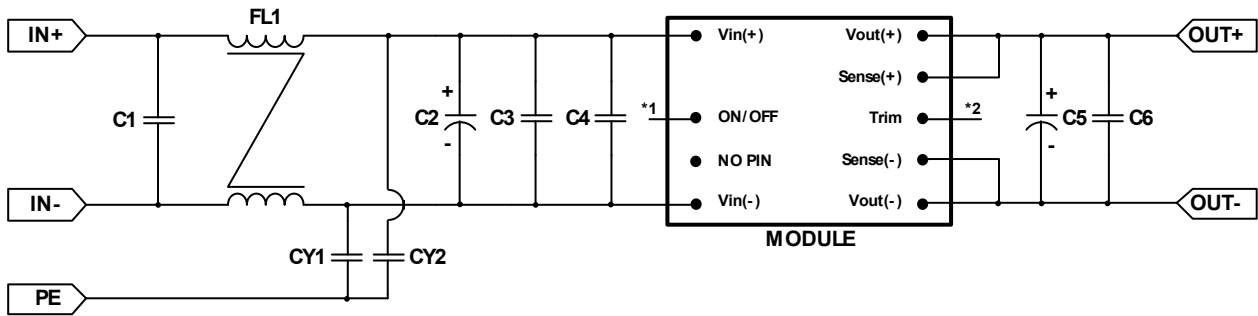 FL1
IN+
Vin(+)
Vout(+)
OUT+
Sense(+)
C1
+
C2
-
C3
C4
*1
ON/OFF
Trim
*2
+
C5
-
C6
NO PIN
Sense(-)
IN-
Vin(-)
Vout(-)
OUT-
MODULE
CY1
CY2
PE